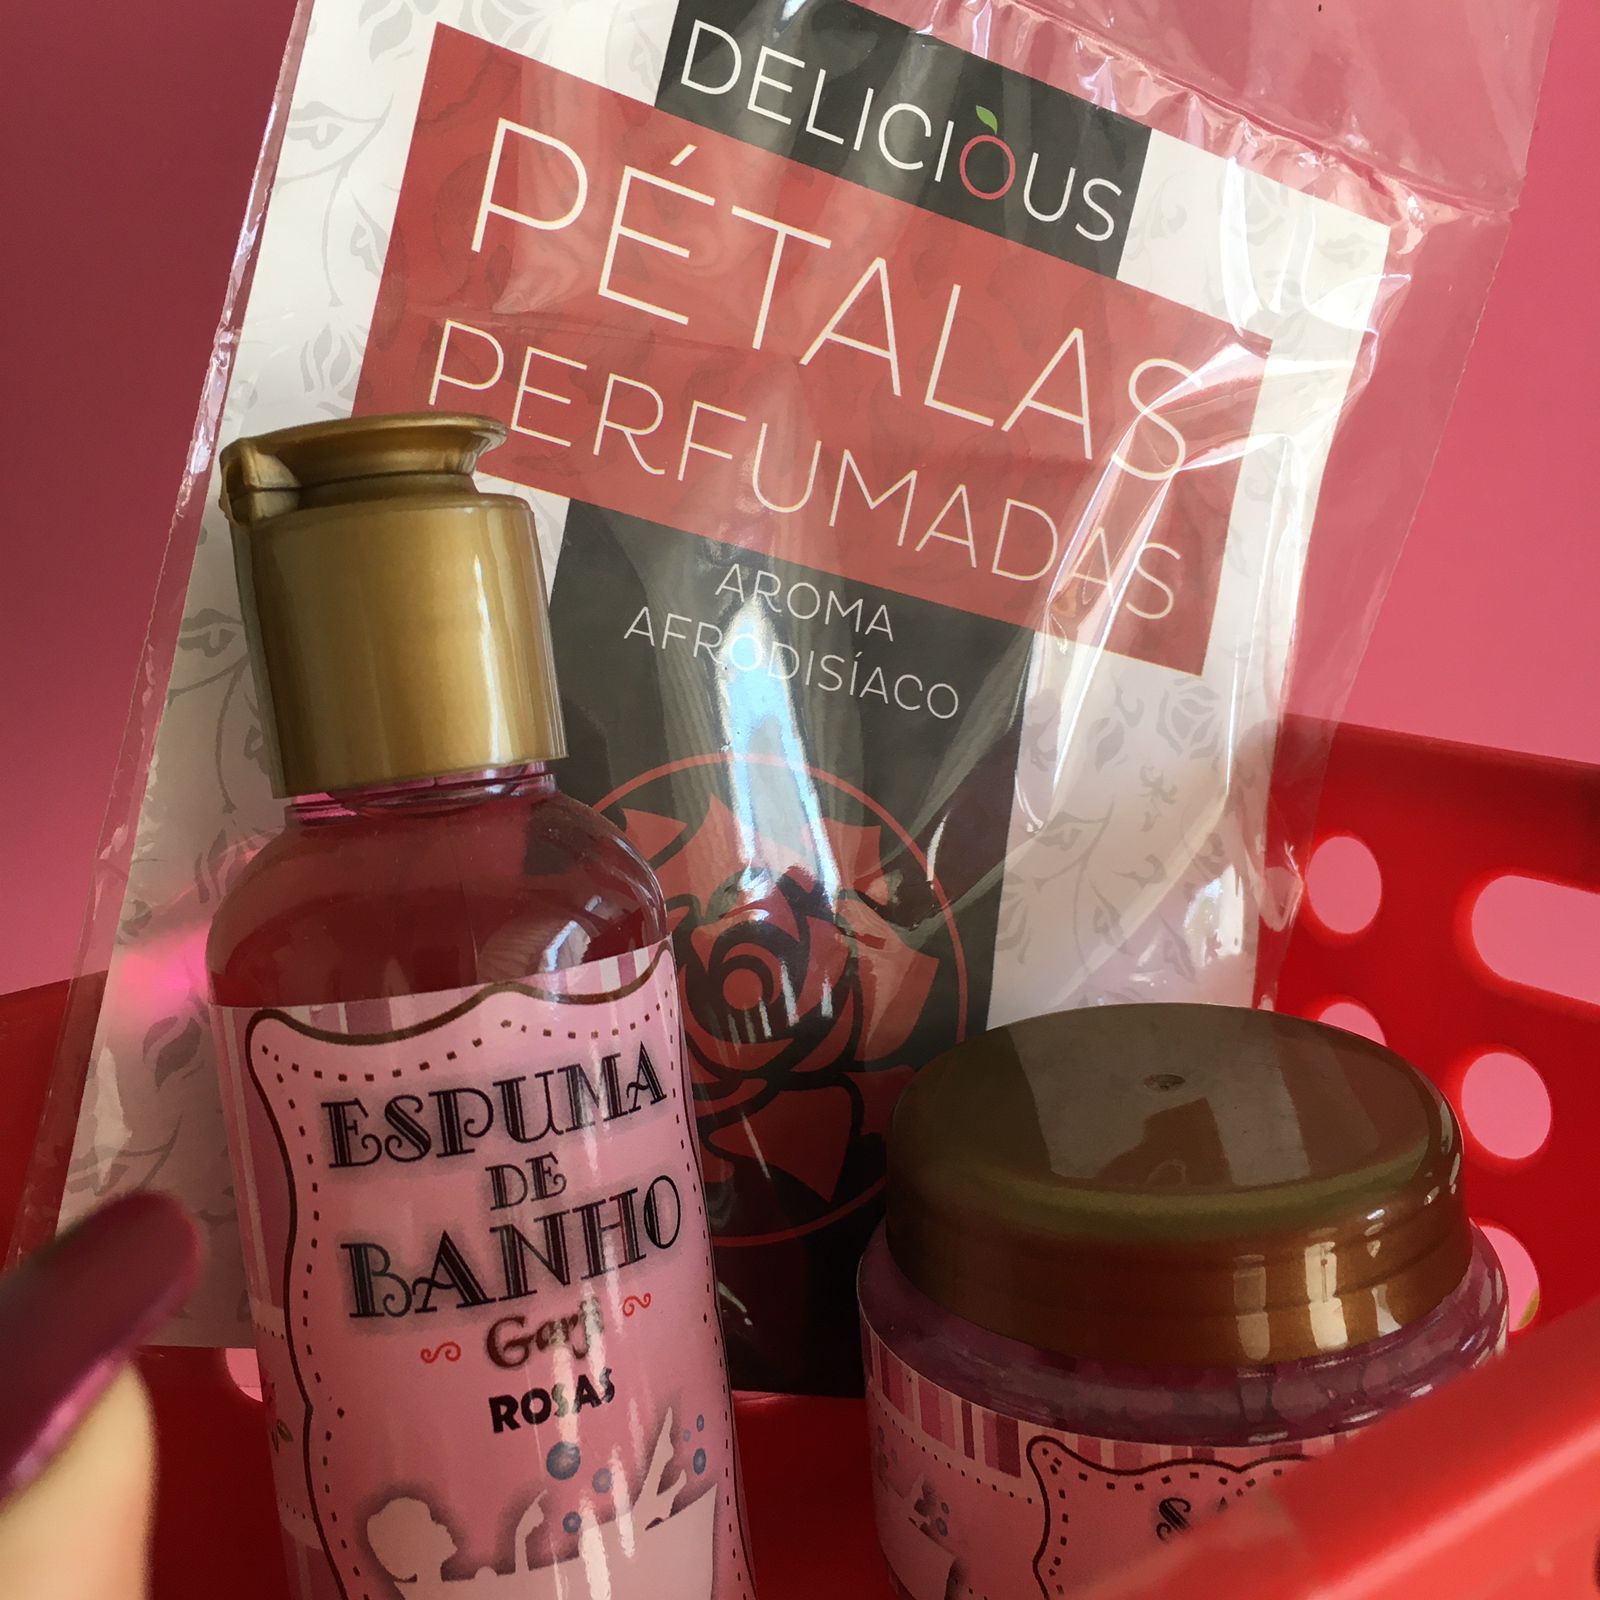 DELICIOUS
PÉTALAS
PERFUMADAS
AROMA
AFRODISÍACO
ESPUMA
DE
BANHO
Garji
ROSAS